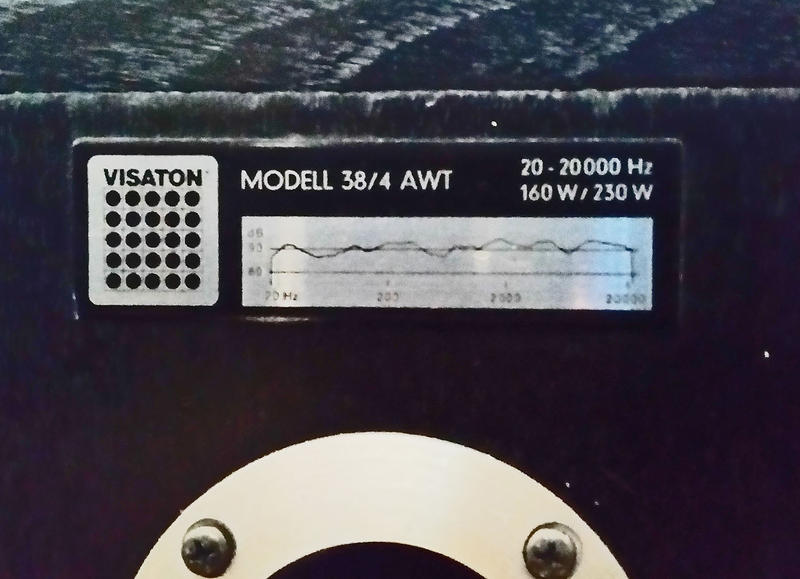 VISATON
MODELL 38/4 AWT
20 - 20000 Hz
160 W / 230 W
dB
90
80
20 Hz
200
2000
20000